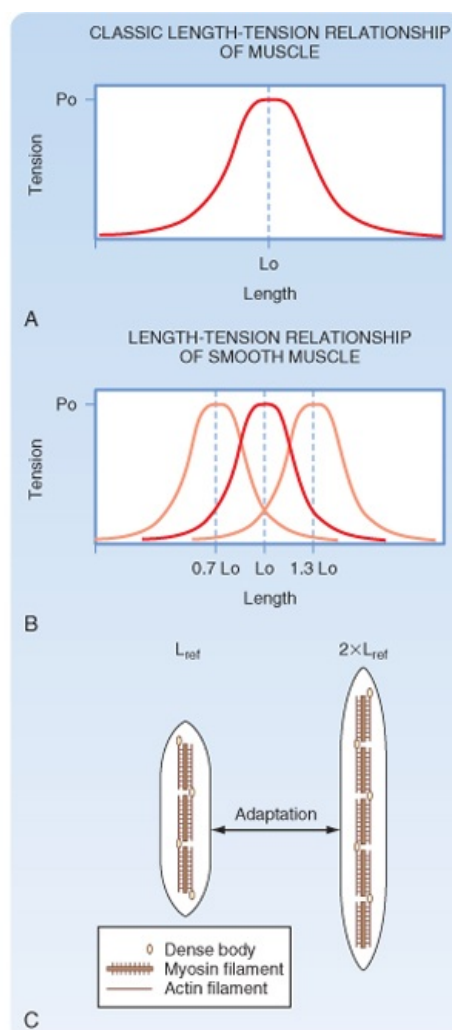 CLASSIC LENGTH-TENSION RELATIONSHIP
OF MUSCLE
Po
Tension
Lo
Length
A
LENGTH-TENSION RELATIONSHIP
OF SMOOTH MUSCLE
Po
Tension
0.7 Lo Lo 1.3 Lo
Length
B
Lref 2×Lref
Adaptation
Dense body
Myosin filament
Actin filament
C